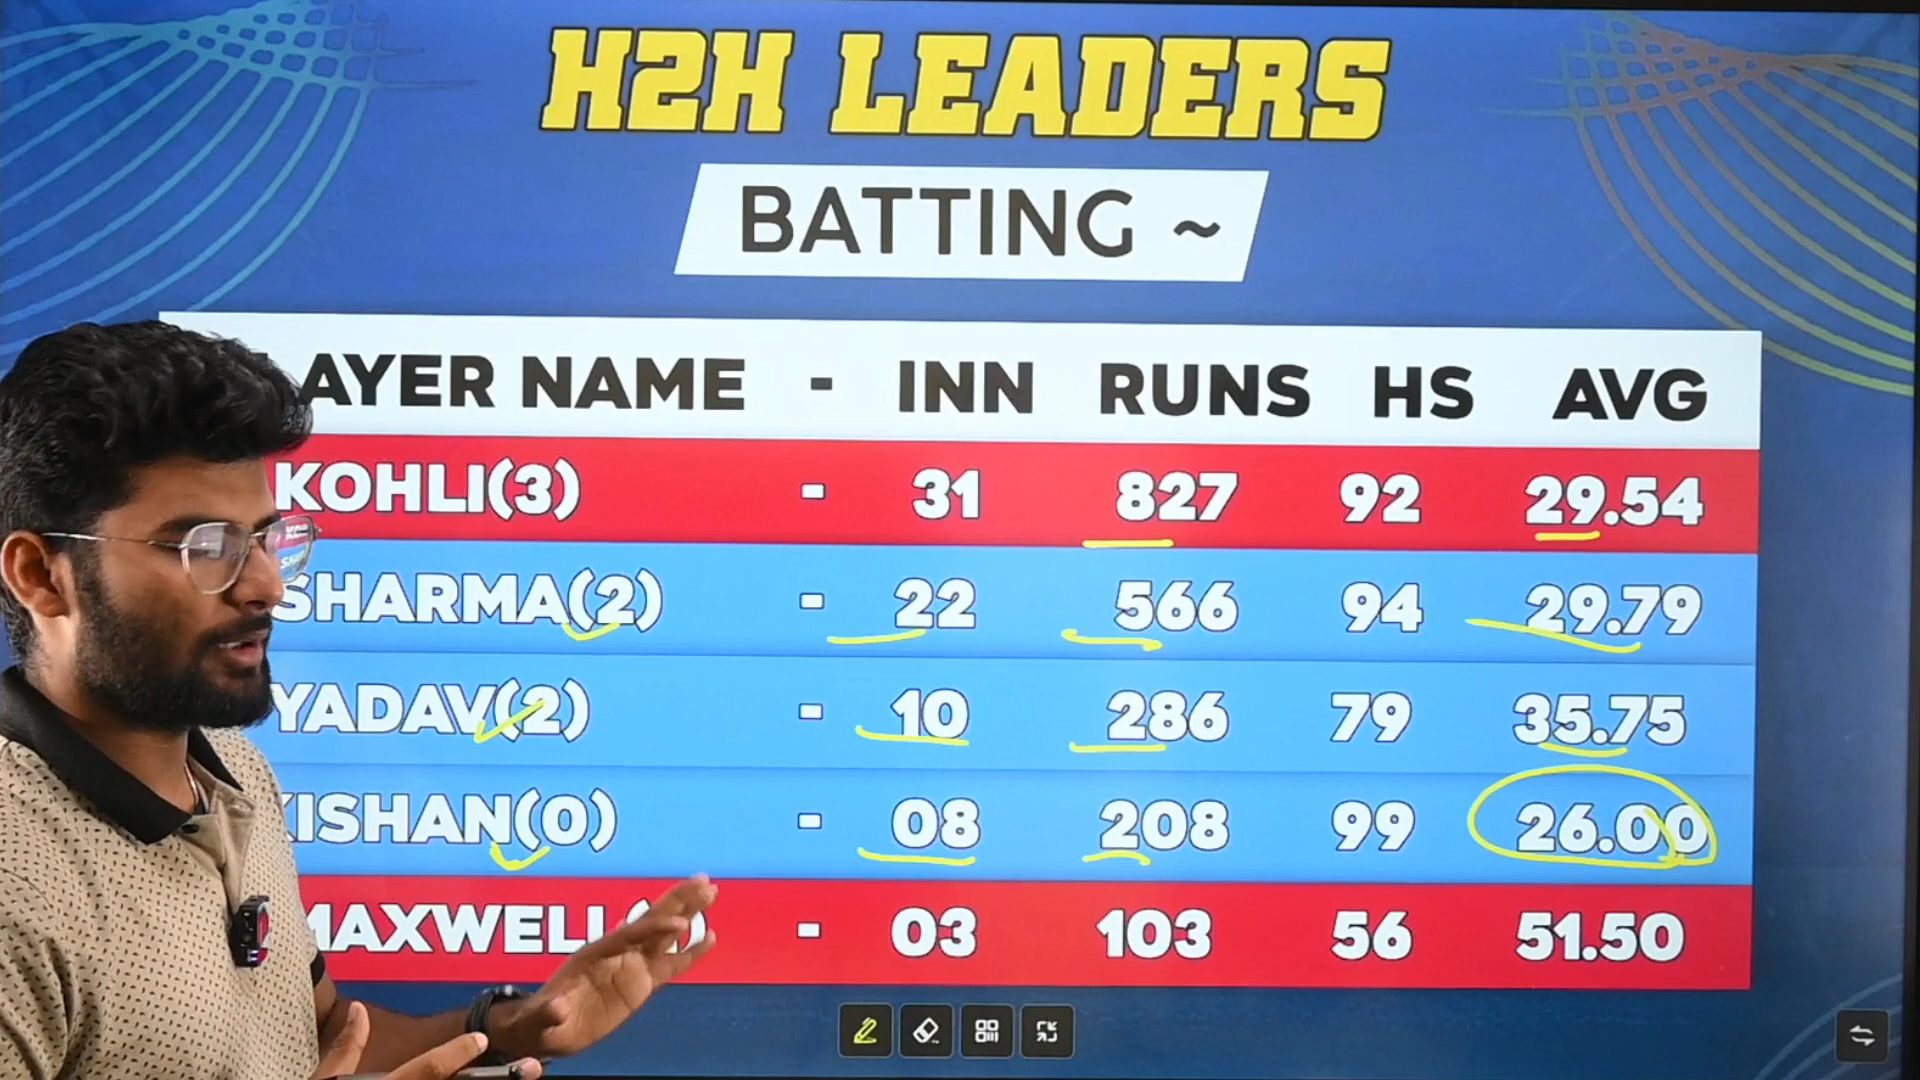 H2H LEADERS
BATTING ~
AYER NAME - INN RUNS HS AVG
KOHLI(3) - 31 827 92 29.54
SHARMA(2) - 22 566 94 29.79
YADAV(2) - 10 286 79 35.75
KISHAN(0) - 08 208 99 26.00
MAXWELL - 03 103 56 51.50